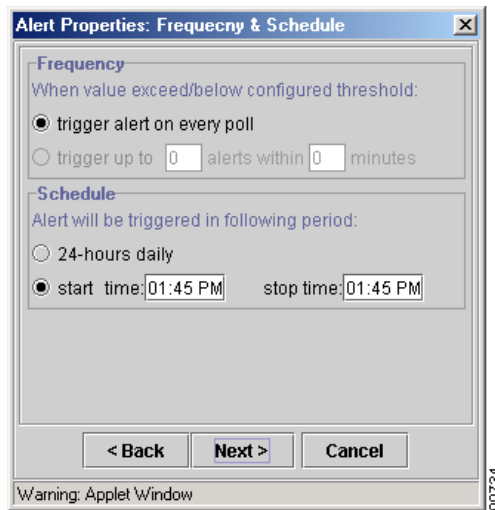 Alert Properties: Frequecny & Schedule
Frequency
When value exceed/below configured threshold:
trigger alert on every poll
trigger up to 0 alerts within 0 minutes
Schedule
Alert will be triggered in following period:
24-hours daily
start time: 01:45 PM stop time: 01:45 PM
< Back Next > Cancel
Warning: Applet Window